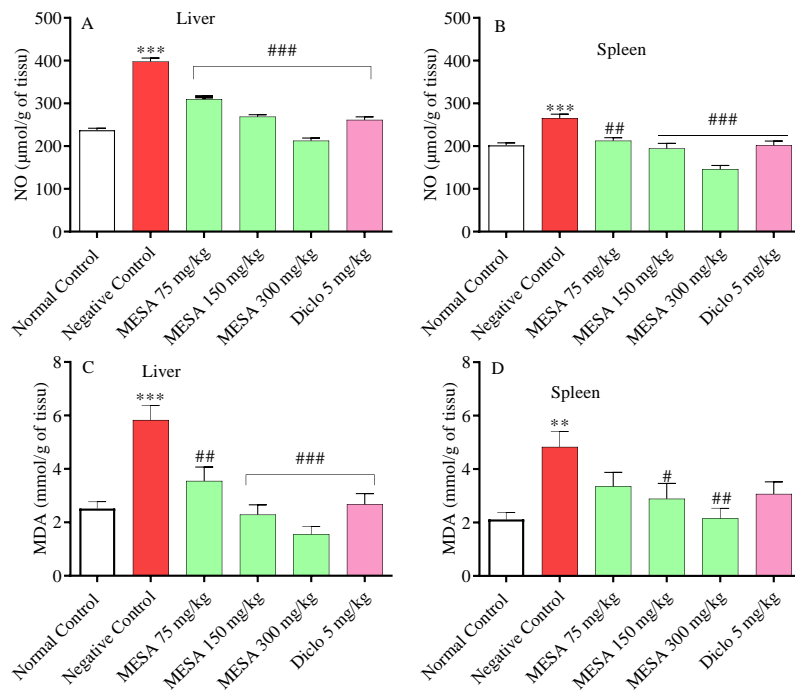 A
Liver
NO (μmol/g of tissu)
500
400
300
200
100
0
***
###
Normal Control
Negative Control
MESA 75 mg/kg
MESA 150 mg/kg
MESA 300 mg/kg
Diclo 5 mg/kg
B
Spleen
NO (μmol/g of tissu)
500
400
300
200
100
0
***
##
###
Normal Control
Negative Control
MESA 75 mg/kg
MESA 150 mg/kg
MESA 300 mg/kg
Diclo 5 mg/kg
C
Liver
MDA (mmol/g of tissu)
8
6
4
2
0
***
##
###
Normal Control
Negative Control
MESA 75 mg/kg
MESA 150 mg/kg
MESA 300 mg/kg
Diclo 5 mg/kg
D
Spleen
MDA (mmol/g of tissu)
8
6
4
2
0
**
#
##
Normal Control
Negative Control
MESA 75 mg/kg
MESA 150 mg/kg
MESA 300 mg/kg
Diclo 5 mg/kg